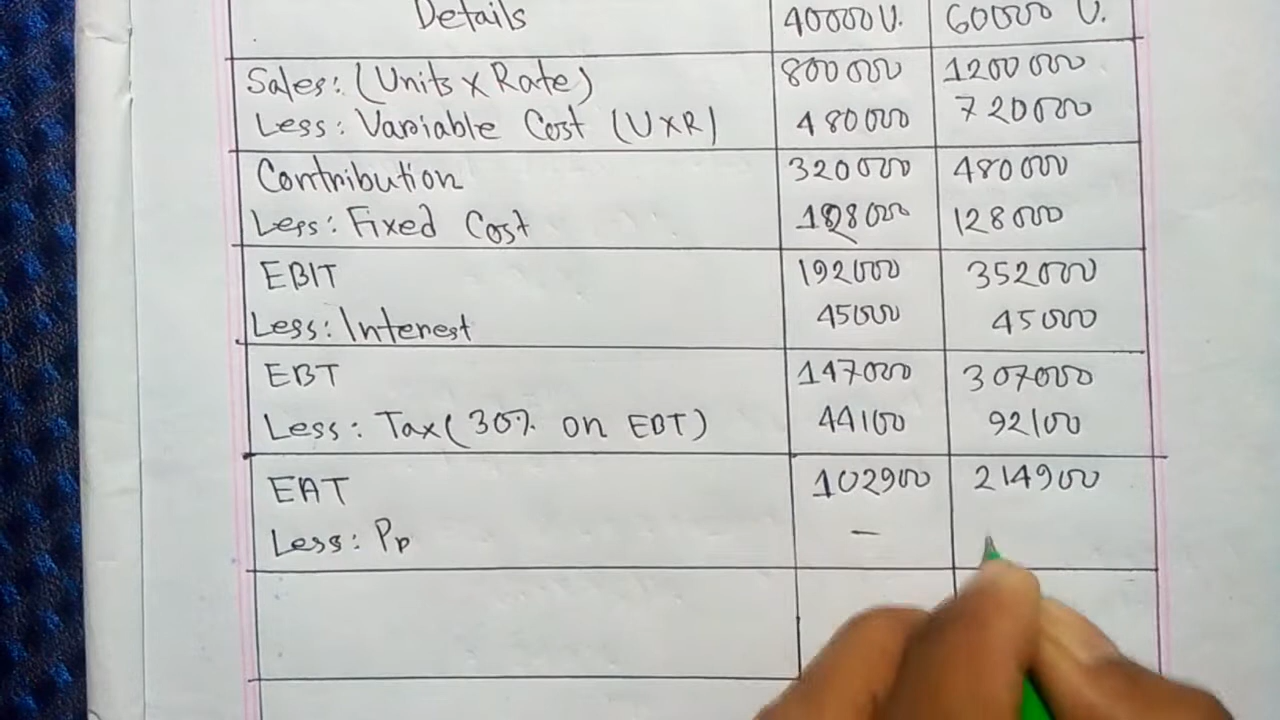 Details 40000 U. 60000 U.
Sales: (Units x Rate) 800000 1200000
Less: Variable Cost (UxR) 480000 720000
Contribution 320000 480000
Less: Fixed Cost 128000 128000
EBIT 192000 352000
Less: Interest 45000 45000
EBT 147000 307000
Less: Tax (30% on EBT) 44100 92100
EAT 102900 214900
Less: PD —